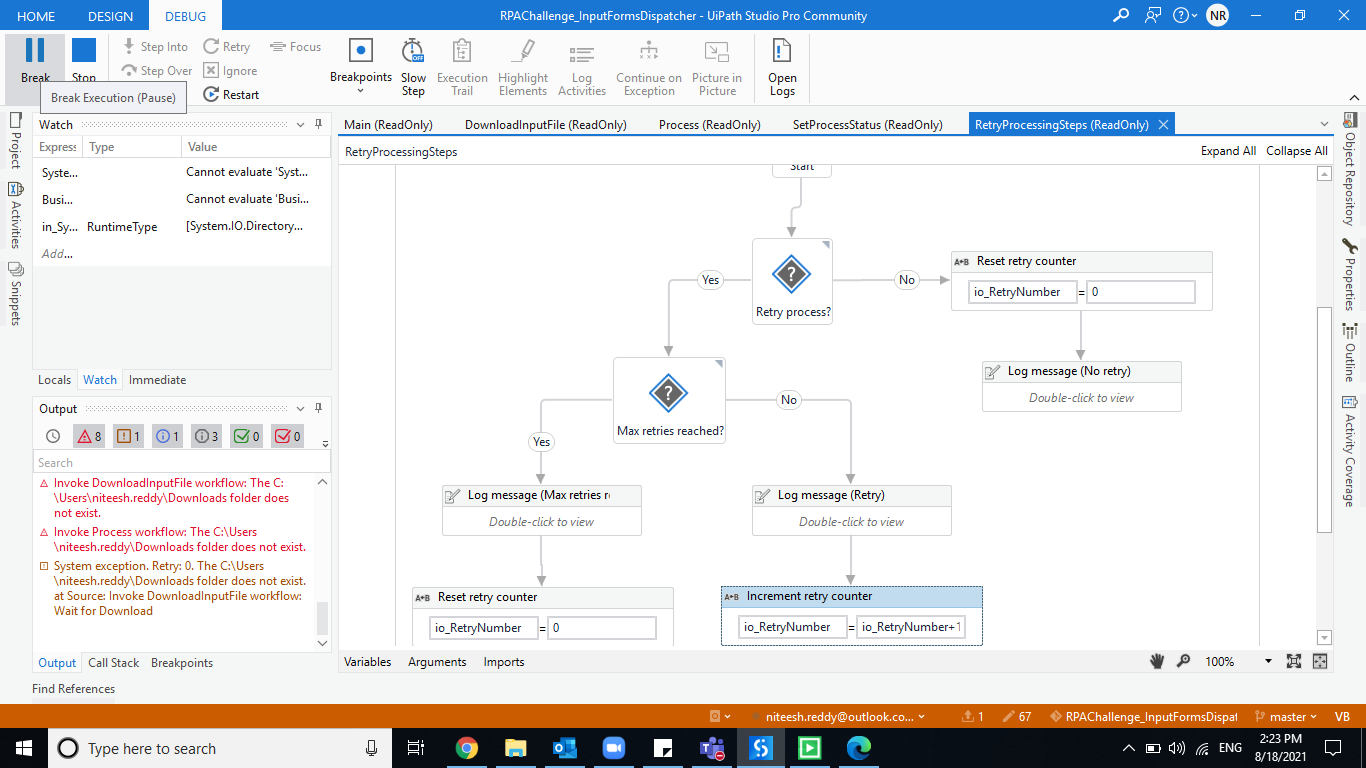 HOME DESIGN DEBUG RPAChallenge_InputFormsDispatcher - UiPath Studio Pro Community NR
Break
Stop
Step Into
Step Over
Retry
Ignore
Restart
Focus
Breakpoints
Slow
Step
Execution
Trail
Highlight
Elements
Log
Activities
Continue on
Exception
Picture in
Picture
Open
Logs
Break Execution (Pause)
Project
Activities
Snippets
Watch
Express Type Value
Syste... Cannot evaluate 'Syst...
Busi... Cannot evaluate 'Busi...
in_Sy... RuntimeType [System.IO.Directory...
Add...
Locals Watch Immediate
Output
8 1 1 3 0 0
Search
Invoke DownloadInputFile workflow: The C:
\Users\niteesh.reddy\Downloads folder does
not exist.
Invoke Process workflow: The C:\Users
\niteesh.reddy\Downloads folder does not exist.
System exception. Retry: 0. The C:\Users
\niteesh.reddy\Downloads folder does not exist.
at Source: Invoke DownloadInputFile workflow:
Wait for Download
Output Call Stack Breakpoints
Find References
Main (ReadOnly) DownloadInputFile (ReadOnly) Process (ReadOnly) SetProcessStatus (ReadOnly) RetryProcessingSteps (ReadOnly)
RetryProcessingSteps Expand All Collapse All
Start
Retry process?
Yes
No
A+B Reset retry counter
io_RetryNumber = 0
Log message (No retry)
Double-click to view
Max retries reached?
No
Yes
Log message (Max retries re
Double-click to view
Log message (Retry)
Double-click to view
A+B Reset retry counter
io_RetryNumber = 0
A+B Increment retry counter
io_RetryNumber = io_RetryNumber+1
Variables Arguments Imports 100%
Object Repository
Properties
Outline
Activity Coverage
niteesh.reddy@outlook.co... 1 67 RPAChallenge_InputFormsDispat master VB
Type here to search
ENG
2:23 PM
8/18/2021